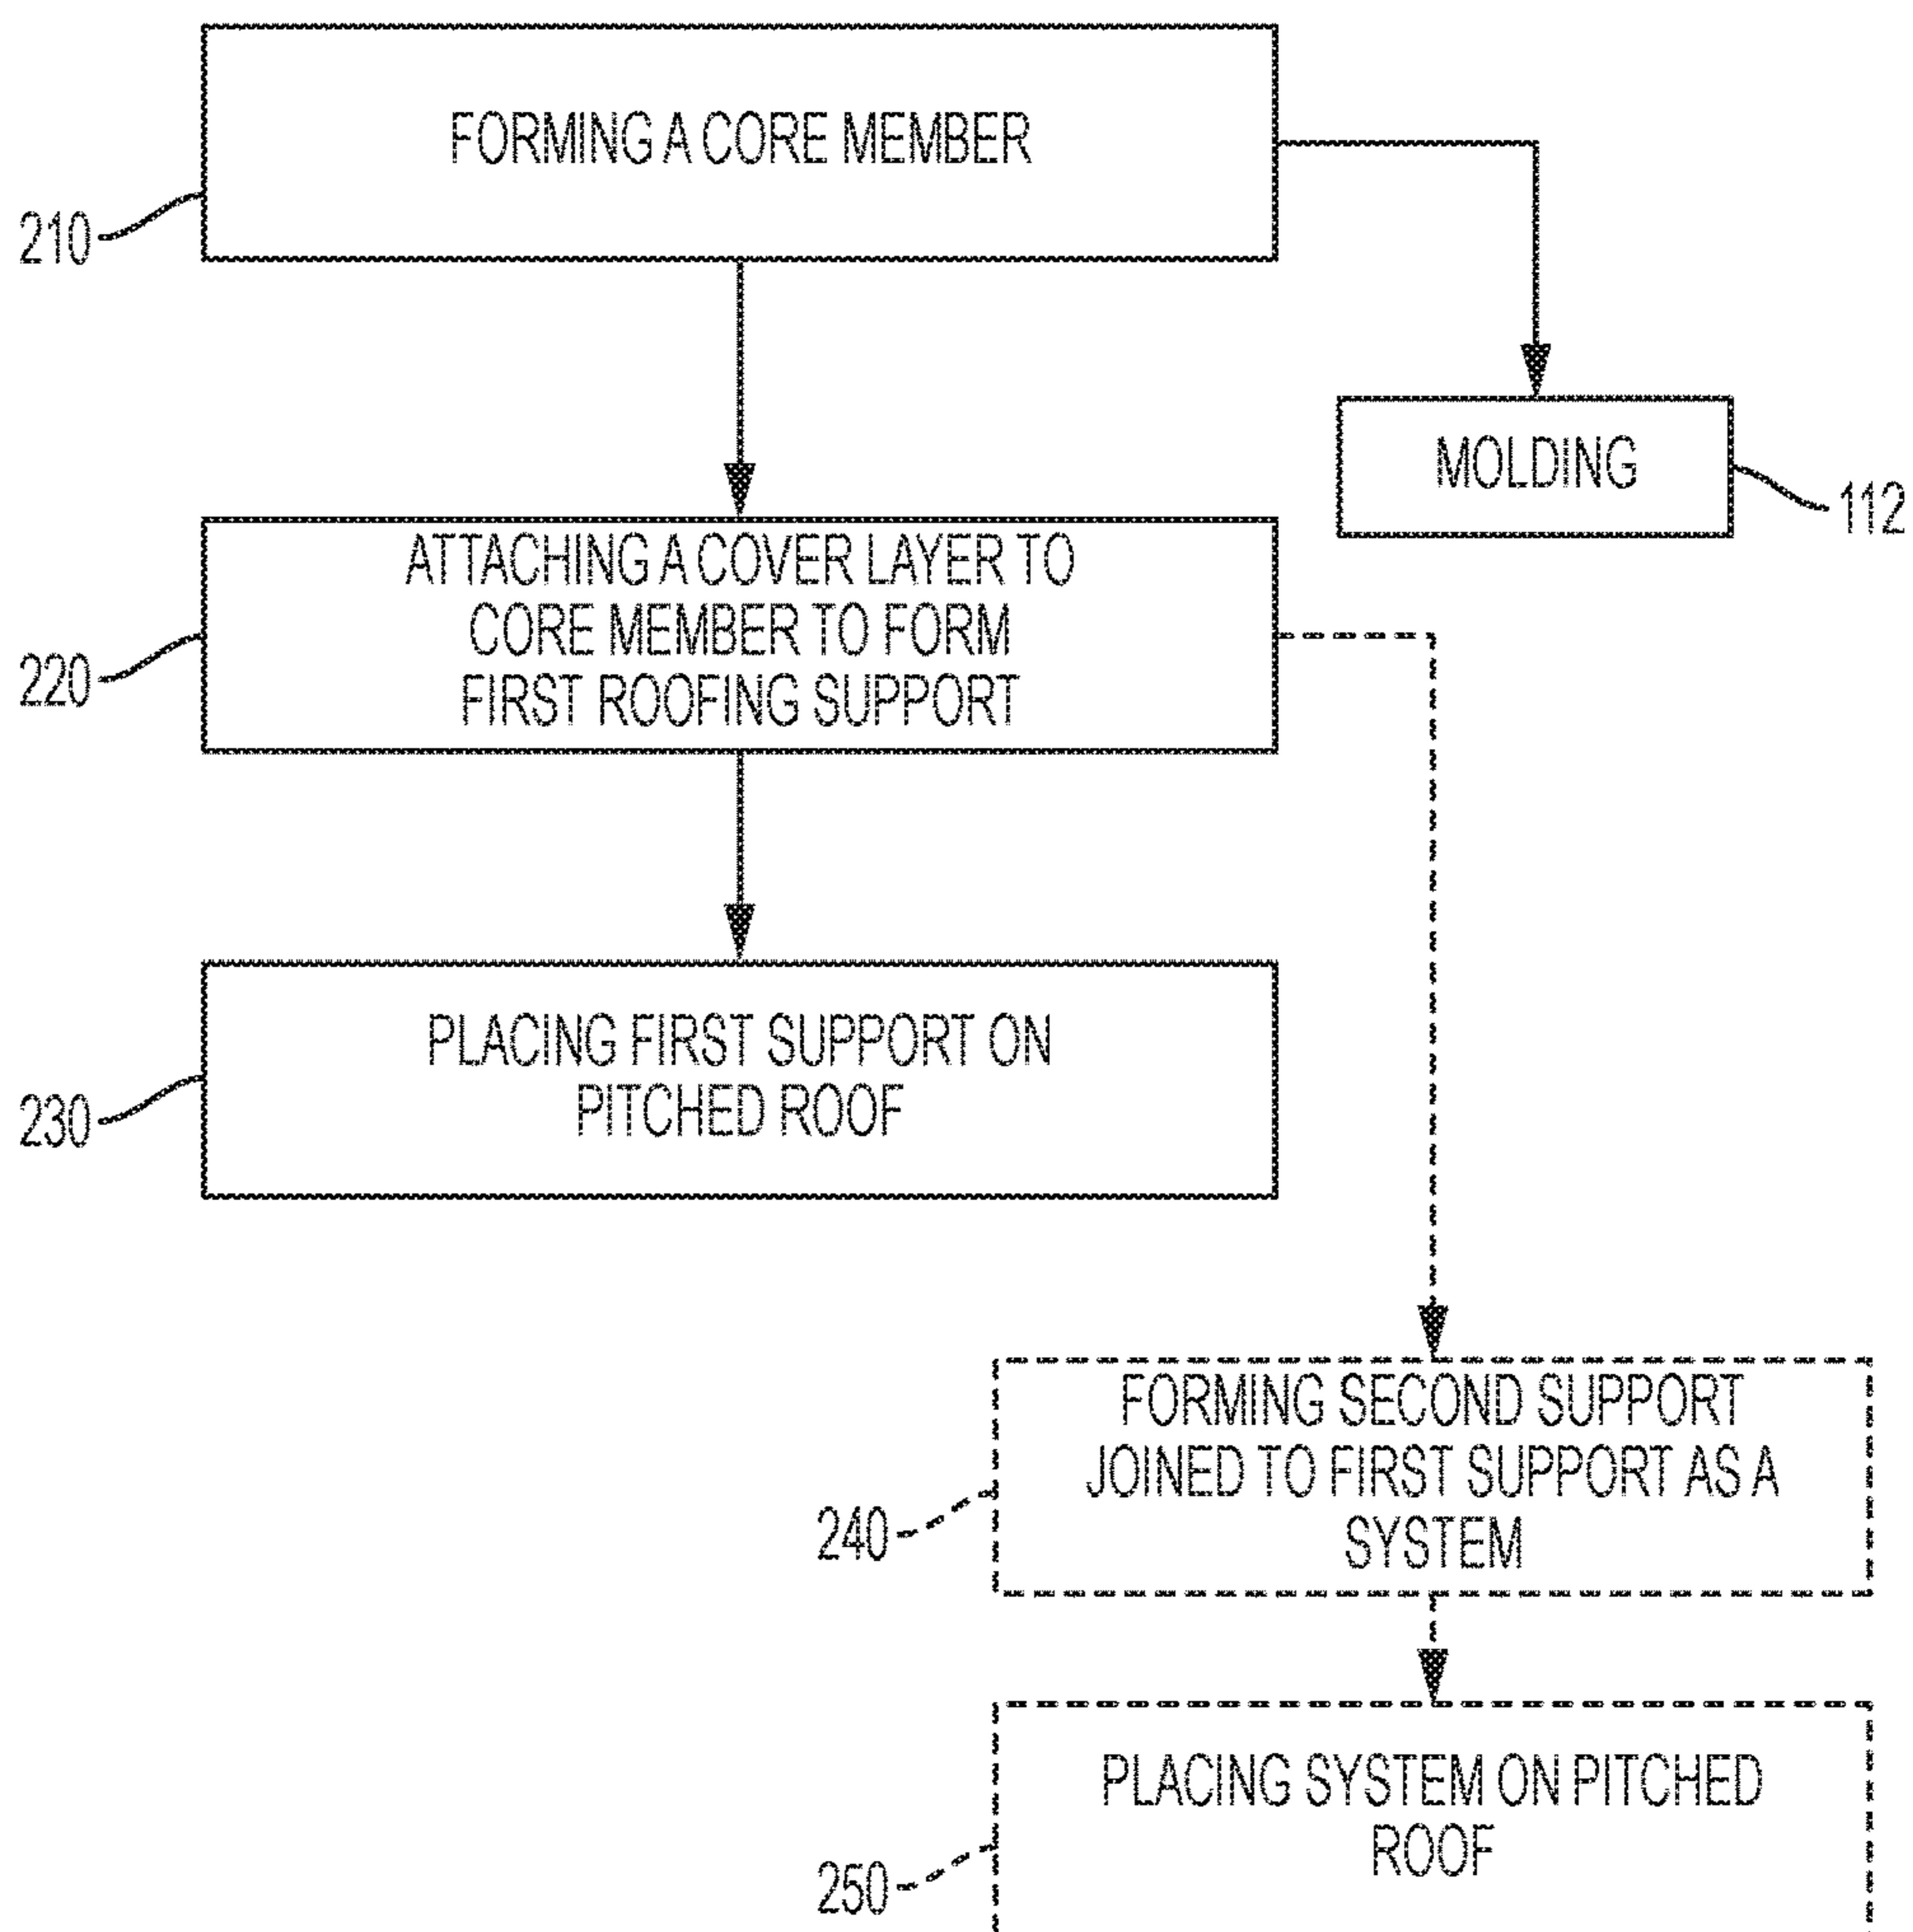 FORMING A CORE MEMBER
210
MOLDING
112
ATTACHING A COVER LAYER TO
CORE MEMBER TO FORM
FIRST ROOFING SUPPORT
220
PLACING FIRST SUPPORT ON
PITCHED ROOF
230
FORMING SECOND SUPPORT
JOINED TO FIRST SUPPORT AS A
SYSTEM
240
PLACING SYSTEM ON PITCHED
ROOF
250